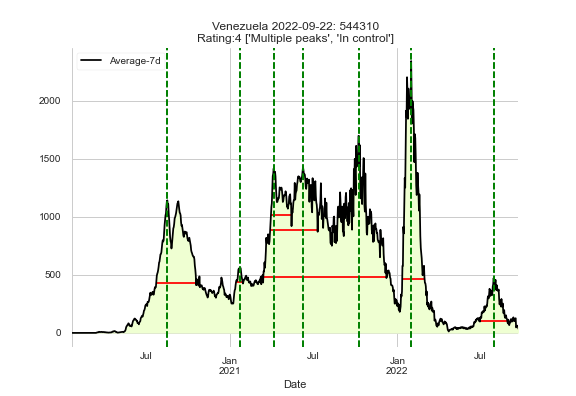 Venezuela 2022-09-22: 544310
Rating:4 ['Multiple peaks', 'In control']
Average-7d
2000
1500
1000
500
0
Jul
Jan
2021
Jul
Jan
2022
Jul
Date